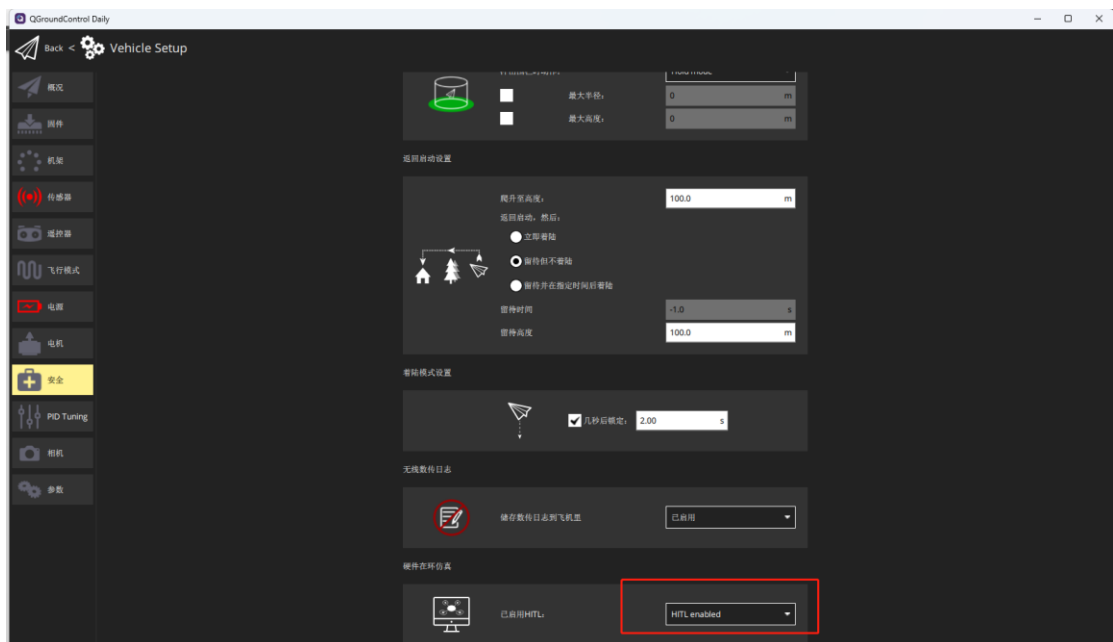 QGroundControl Daily
Back < Vehicle Setup
概况
固件
机架
传感器
遥控器
飞行模式
电源
电机
安全
PID Tuning
相机
参数
Hold mode
最大半径: 0 m
最大高度: 0 m
返回启动设置
爬升至高度: 100.0 m
返回启动，然后:
立即着陆
留待但不着陆
留待并在指定时间后着陆
留待时间 -1.0 s
留待高度 100.0 m
着陆模式设置
几秒后锁定: 2.00 s
无线数传日志
储存数传日志到飞机里 已启用
硬件在环仿真
已启用HITL: HITL enabled